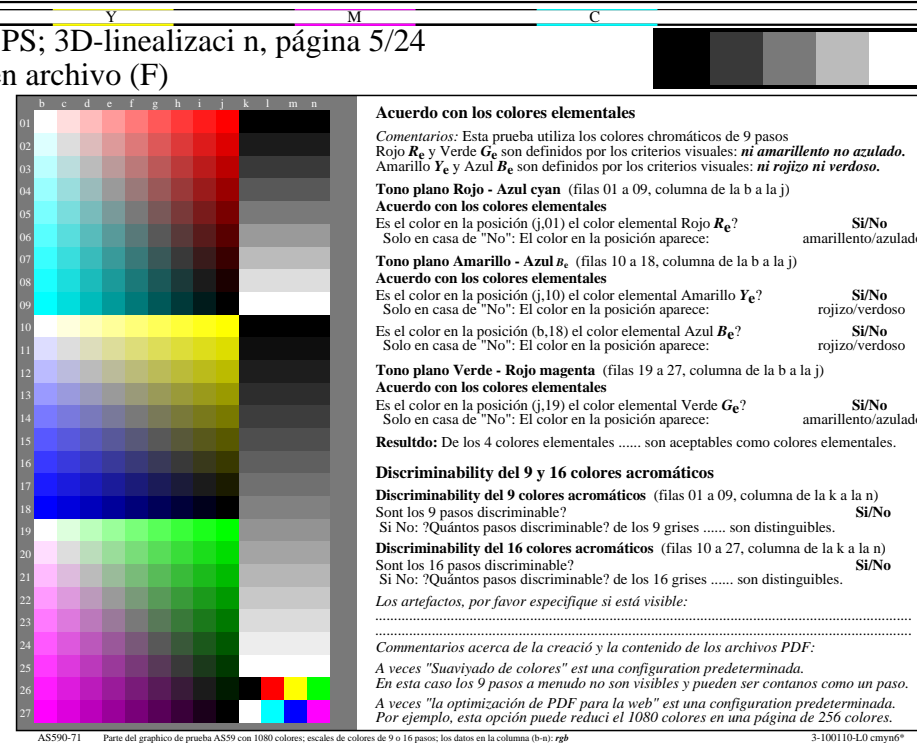 Y M C
PS; 3D-linealizaci n, página 5/24
en archivo (F)
b c d e f g h i j k l m n
01
02
03
04
05
06
07
08
09
10
11
12
13
14
15
16
17
18
19
20
21
22
23
24
25
26
27
Acuerdo con los colores elementales
Comentarios: Esta prueba utiliza los colores chromáticos de 9 pasos
Rojo Re y Verde Ge son definidos por los criterios visuales: ni amarillento no azulado.
Amarillo Ye y Azul Be son definidos por los criterios visuales: ni rojizo ni verdoso.
Tono plano Rojo - Azul cyan (filas 01 a 09, columna de la b a la j)
Acuerdo con los colores elementales
Es el color en la posición (j,01) el color elemental Rojo Re? Si/No
Solo en casa de "No": El color en la posición aparece: amarillento/azulado
Tono plano Amarillo - Azul Be (filas 10 a 18, columna de la b a la j)
Acuerdo con los colores elementales
Es el color en la posición (j,10) el color elemental Amarillo Ye? Si/No
Solo en casa de "No": El color en la posición aparece: rojizo/verdoso
Es el color en la posición (b,18) el color elemental Azul Be? Si/No
Solo en casa de "No": El color en la posición aparece: rojizo/verdoso
Tono plano Verde - Rojo magenta (filas 19 a 27, columna de la b a la j)
Acuerdo con los colores elementales
Es el color en la posición (j,19) el color elemental Verde Ge? Si/No
Solo en casa de "No": El color en la posición aparece: amarillento/azulado
Resultdo: De los 4 colores elementales ...... son aceptables como colores elementales.
Discriminability del 9 y 16 colores acromáticos
Discriminability del 9 colores acromáticos (filas 01 a 09, columna de la k a la n)
Sont los 9 pasos discriminable? Si/No
Si No: ?Quántos pasos discriminable? de los 9 grises ...... son distinguibles.
Discriminability del 16 colores acromáticos (filas 10 a 27, columna de la k a la n)
Sont los 16 pasos discriminable? Si/No
Si No: ?Quántos pasos discriminable? de los 16 grises ...... son distinguibles.
Los artefactos, por favor especifique si está visible:
Commentarios acerca de la creació y la contenido de los archivos PDF:
A veces "Suaviyado de colores" est una configuration predeterminada.
En esta caso los 9 pasos a menudo no son visibles y pueden ser contanos como un paso.
A veces "la optimización de PDF para la web" est una configuration predeterminada.
Por ejemplo, esta opción puede reduci el 1080 colores en una página de 256 colores.
AS590-71 Parte del graphico de prueba AS59 con 1080 colores; escales de colores de 9 o 16 pasos; los datos en la columna (b-n): rgb 3-100110-L0 cmyn6*